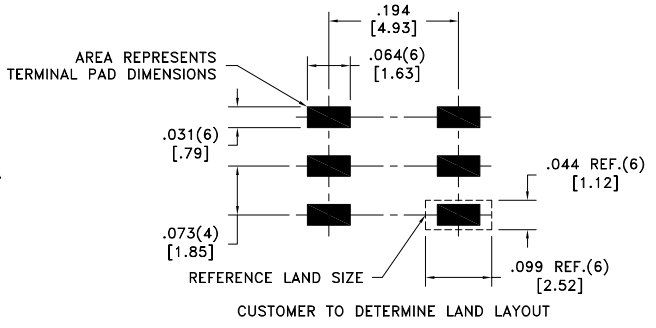 .194
[4.93]
AREA REPRESENTS
TERMINAL PAD DIMENSIONS
.064(6)
[1.63]
.031(6)
[.79]
.044 REF.(6)
[1.12]
.073(4)
[1.85]
REFERENCE LAND SIZE
.099 REF.(6)
[2.52]
CUSTOMER TO DETERMINE LAND LAYOUT